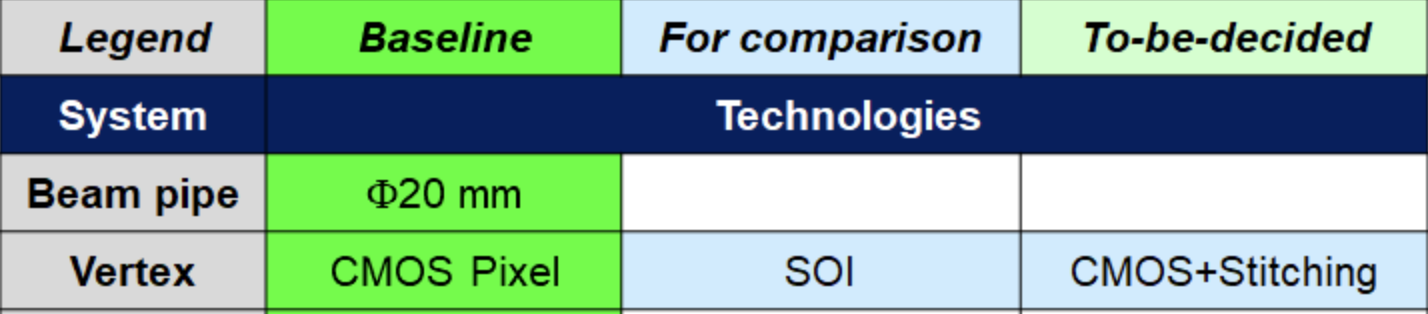 Legend Baseline For comparison To-be-decided
System Technologies
Beam pipe Φ20 mm
Vertex CMOS Pixel SOI CMOS+Stitching